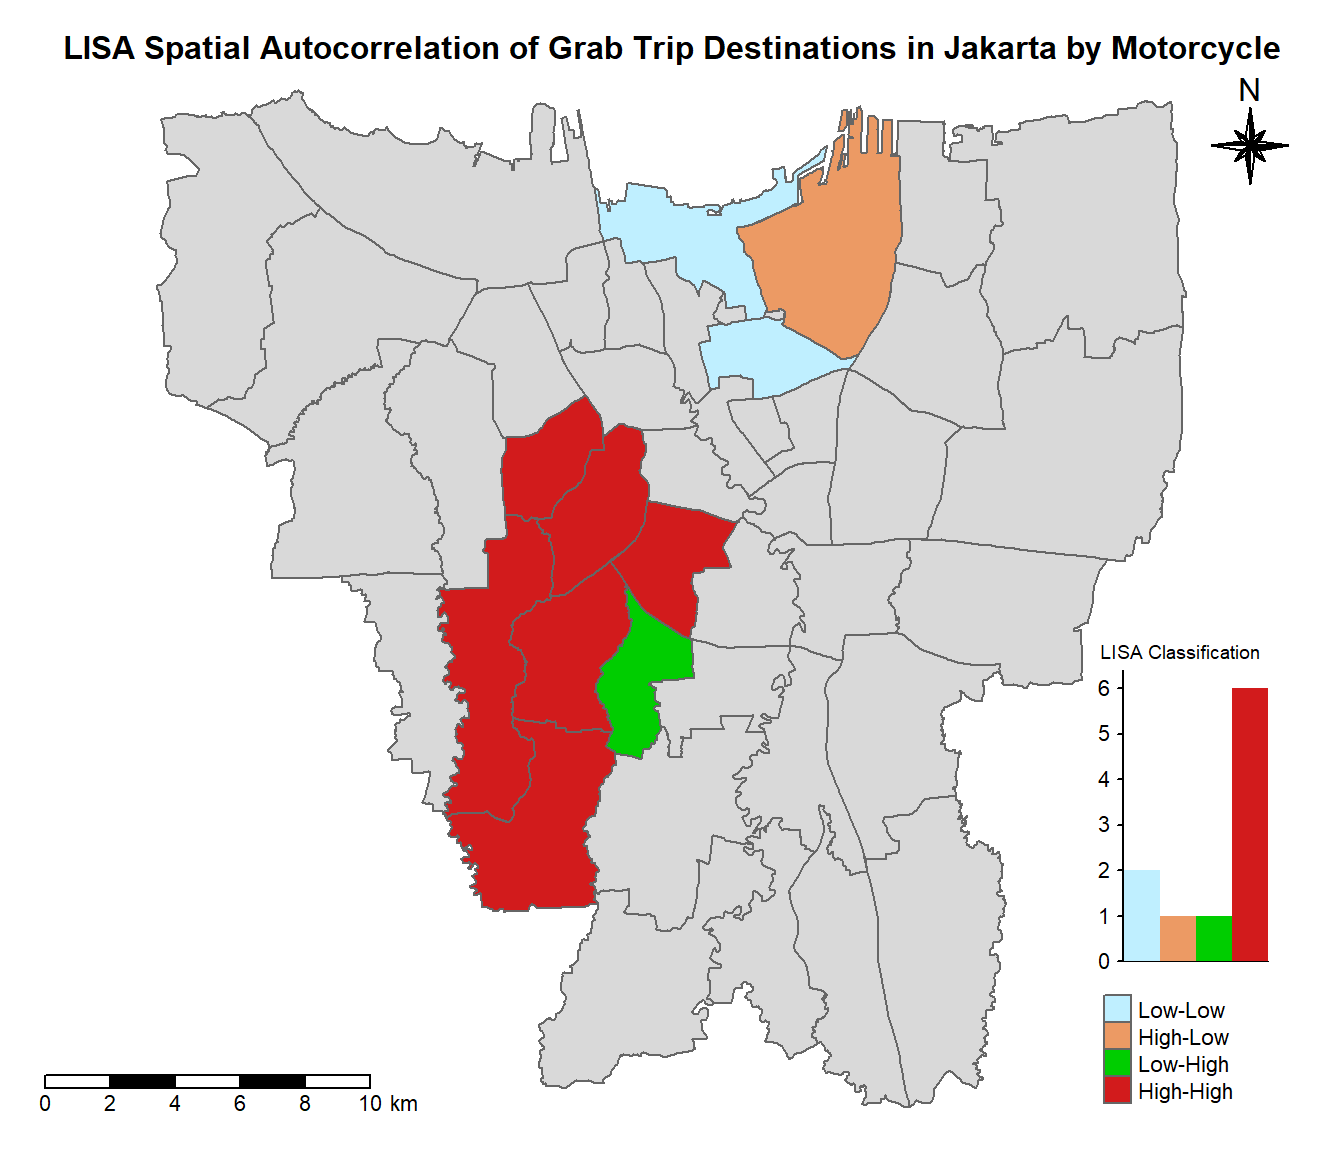 LISA Spatial Autocorrelation of Grab Trip Destinations in Jakarta by Motorcycle
N
LISA Classification
6
5
4
3
2
1
0
Low-Low
High-Low
Low-High
High-High
0 2 4 6 8 10 km